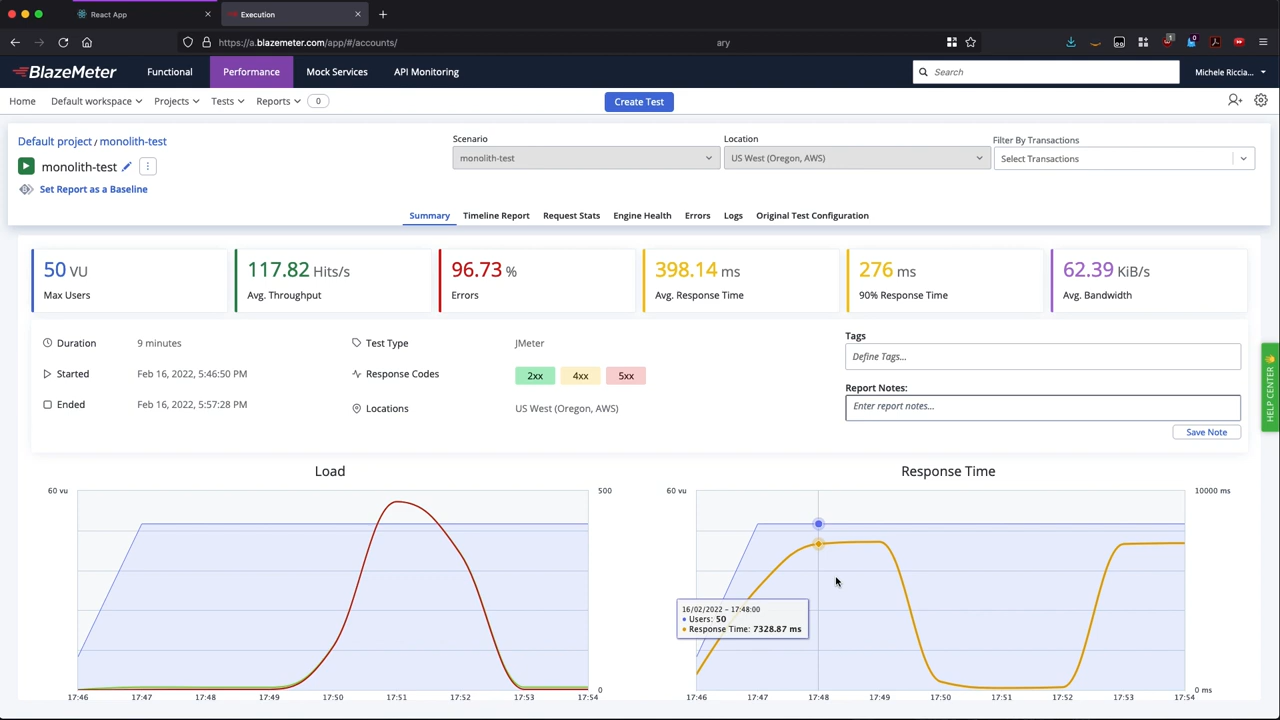 React App
Execution
https://a.blazemeter.com/app/#/accounts/
ary
BlazeMeter
Functional
Performance
Mock Services
API Monitoring
Search
Michele Riccia...
Home
Default workspace
Projects
Tests
Reports
0
Create Test
Default project / monolith-test
monolith-test
Set Report as a Baseline
Scenario
monolith-test
Location
US West (Oregon, AWS)
Filter By Transactions
Select Transactions
Summary
Timeline Report
Request Stats
Engine Health
Errors
Logs
Original Test Configuration
50 VU
Max Users
117.82 Hits/s
Avg. Throughput
96.73 %
Errors
398.14 ms
Avg. Response Time
276 ms
90% Response Time
62.39 KiB/s
Avg. Bandwidth
Duration
9 minutes
Started
Feb 16, 2022, 5:46:50 PM
Ended
Feb 16, 2022, 5:57:28 PM
Test Type
JMeter
Response Codes
2xx
4xx
5xx
Locations
US West (Oregon, AWS)
Tags
Define Tags...
Report Notes:
Enter report notes...
Save Note
HELP CENTER
Load
60 vu
500
0
17:46
17:47
17:48
17:49
17:50
17:51
17:52
17:53
17:54
Response Time
60 vu
10000 ms
0 ms
16/02/2022 – 17:48:00
Users: 50
Response Time: 7328.87 ms
17:46
17:47
17:48
17:49
17:50
17:51
17:52
17:53
17:54